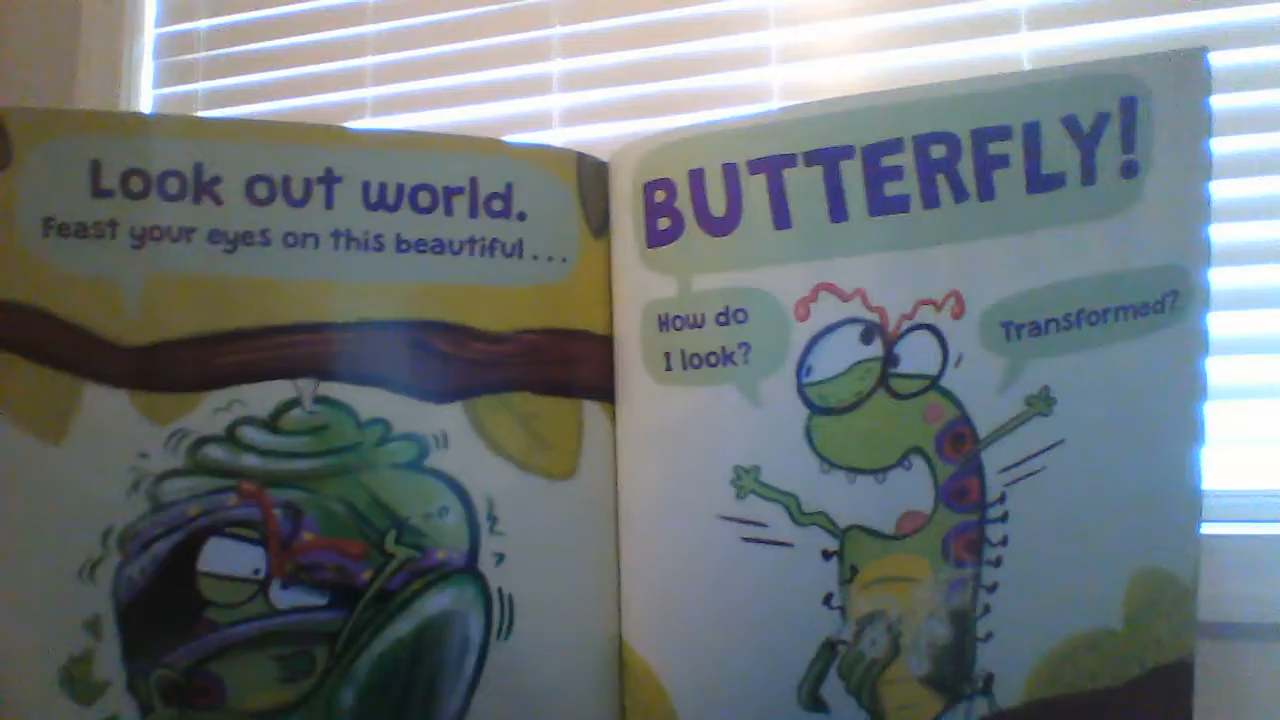 Look out world.
Feast your eyes on this beautiful...
BUTTERFLY!
How do
I look?
Transformed?